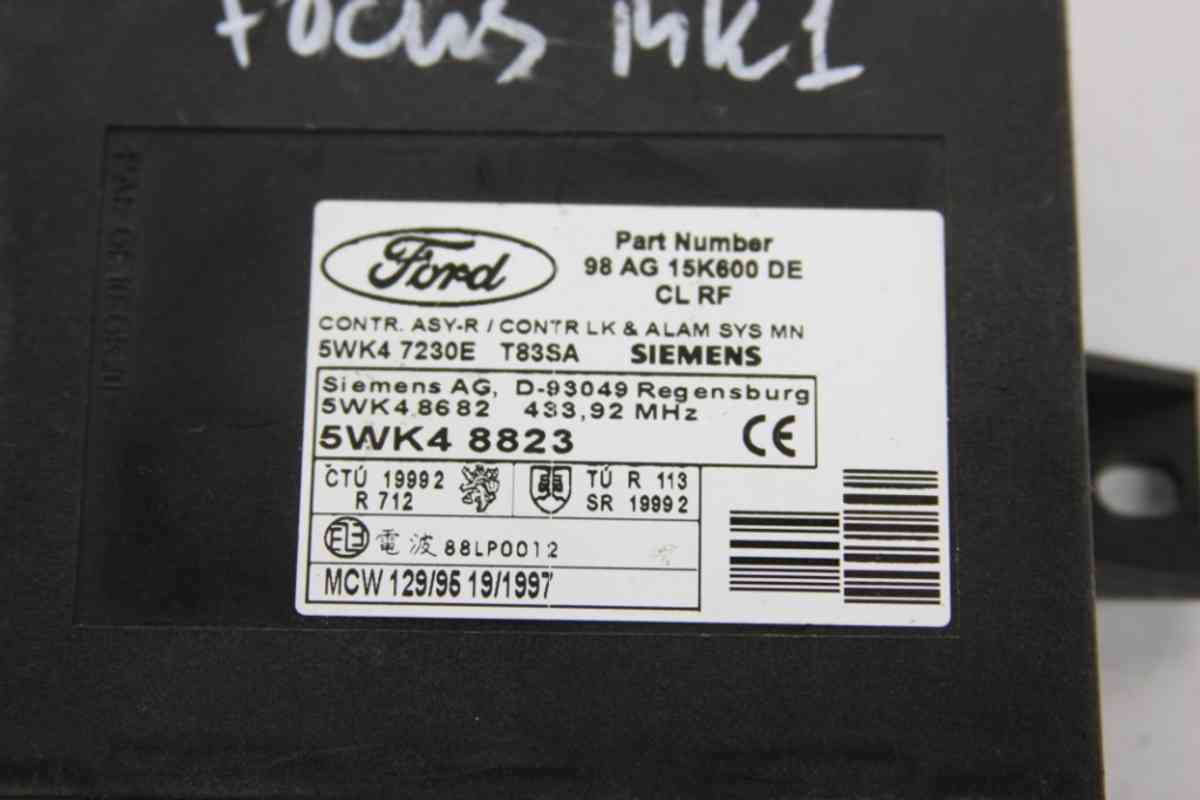 Focus MK1
Ford
Part Number
98 AG 15K600 DE
CL RF
CONTR. ASY-R / CONTR LK & ALAM SYS MN
5WK4 7230E T83SA SIEMENS
Siemens AG, D-93049 Regensburg
5WK4 8682 433,92 MHz
5WK4 8823 CE
ČTÚ 1999 2
R 712
TÚ R 113
SR 1999 2
電波 88LP0012
MCW 129/95 19/1997